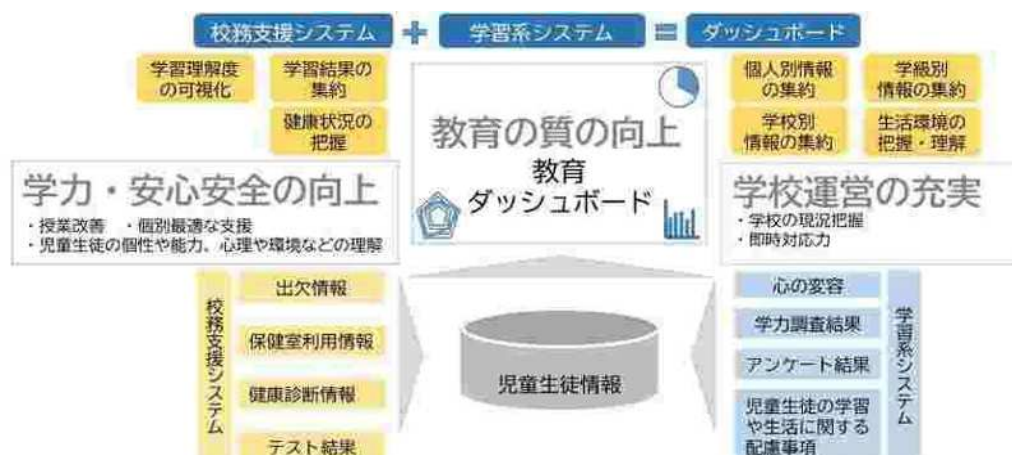 校務支援システム + 学習系システム = ダッシュボード
学習理解度
の可視化
学習結果の
集約
健康状況の
把握
個人別情報
の集約
学級別
情報の集約
学校別
情報の集約
生活環境の
把握・理解
教育の質の向上
教育
ダッシュボード
学力・安心安全の向上
・授業改善 ・個別最適な支援
・児童生徒の個性や能力、心理や環境などの理解
学校運営の充実
・学校の現況把握
・即時対応力
校務支援システム
出欠情報
保健室利用情報
健康診断情報
テスト結果
児童生徒情報
心の変容
学力調査結果
アンケート結果
児童生徒の学習
や生活に関する
配慮事項
学習系システム